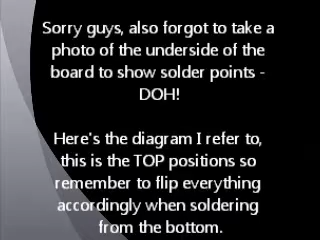 Sorry guys, also forgot to take a
photo of the underside of the
board to show solder points -
DOH!
Here's the diagram I refer to,
this is the TOP positions so
remember to flip everything
accordingly when soldering
from the bottom.